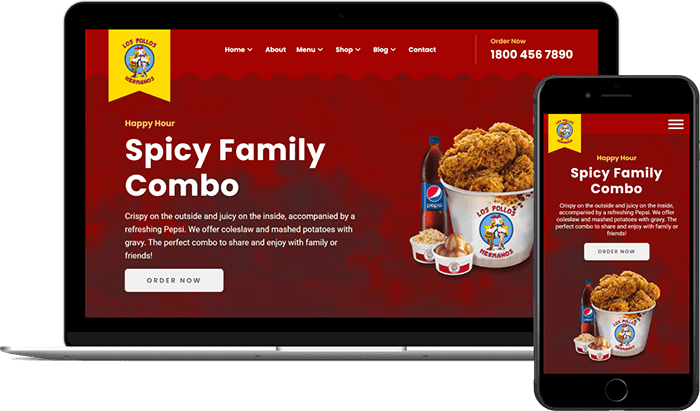 LOS POLLOS
HERMANOS
Home About Menu Shop Blog Contact
Order Now
1800 456 7890
Happy Hour
Spicy Family
Combo
Crispy on the outside and juicy on the inside, accompanied by a
refreshing Pepsi. We offer coleslaw and mashed potatoes with
gravy. The perfect combo to share and enjoy with family or
friends!
ORDER NOW
pepsi
LOS POLLOS
HERMANOS
LOS POLLOS
HERMANOS
Happy Hour
Spicy Family
Combo
Crispy on the outside and juicy on the inside,
accompanied by a refreshing Pepsi. We offer
coleslaw and mashed potatoes with gravy. The
perfect combo to share and enjoy with family or
friends!
ORDER NOW
LOS POLLOS
HERMANOS